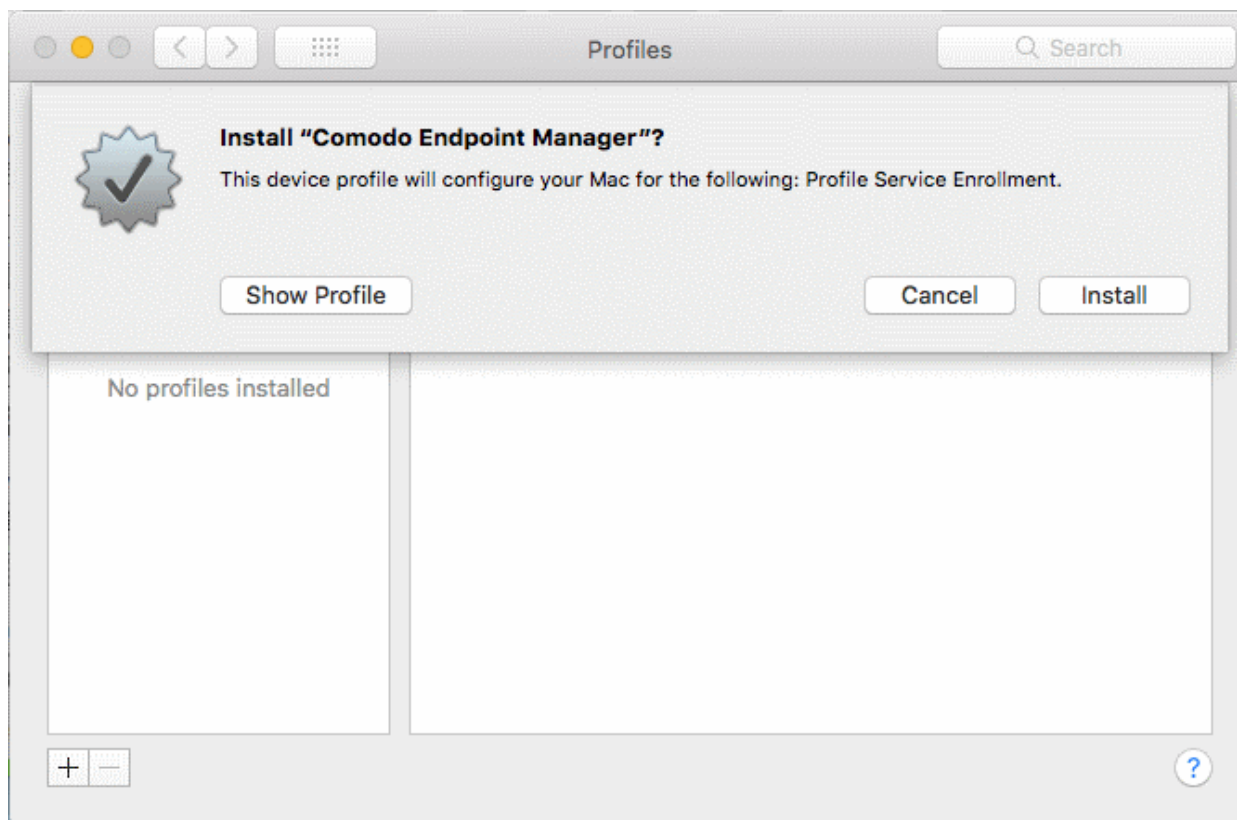 Profiles
Search
Install “Comodo Endpoint Manager”?
This device profile will configure your Mac for the following: Profile Service Enrollment.
Show Profile
Cancel
Install
No profiles installed
+
−
?